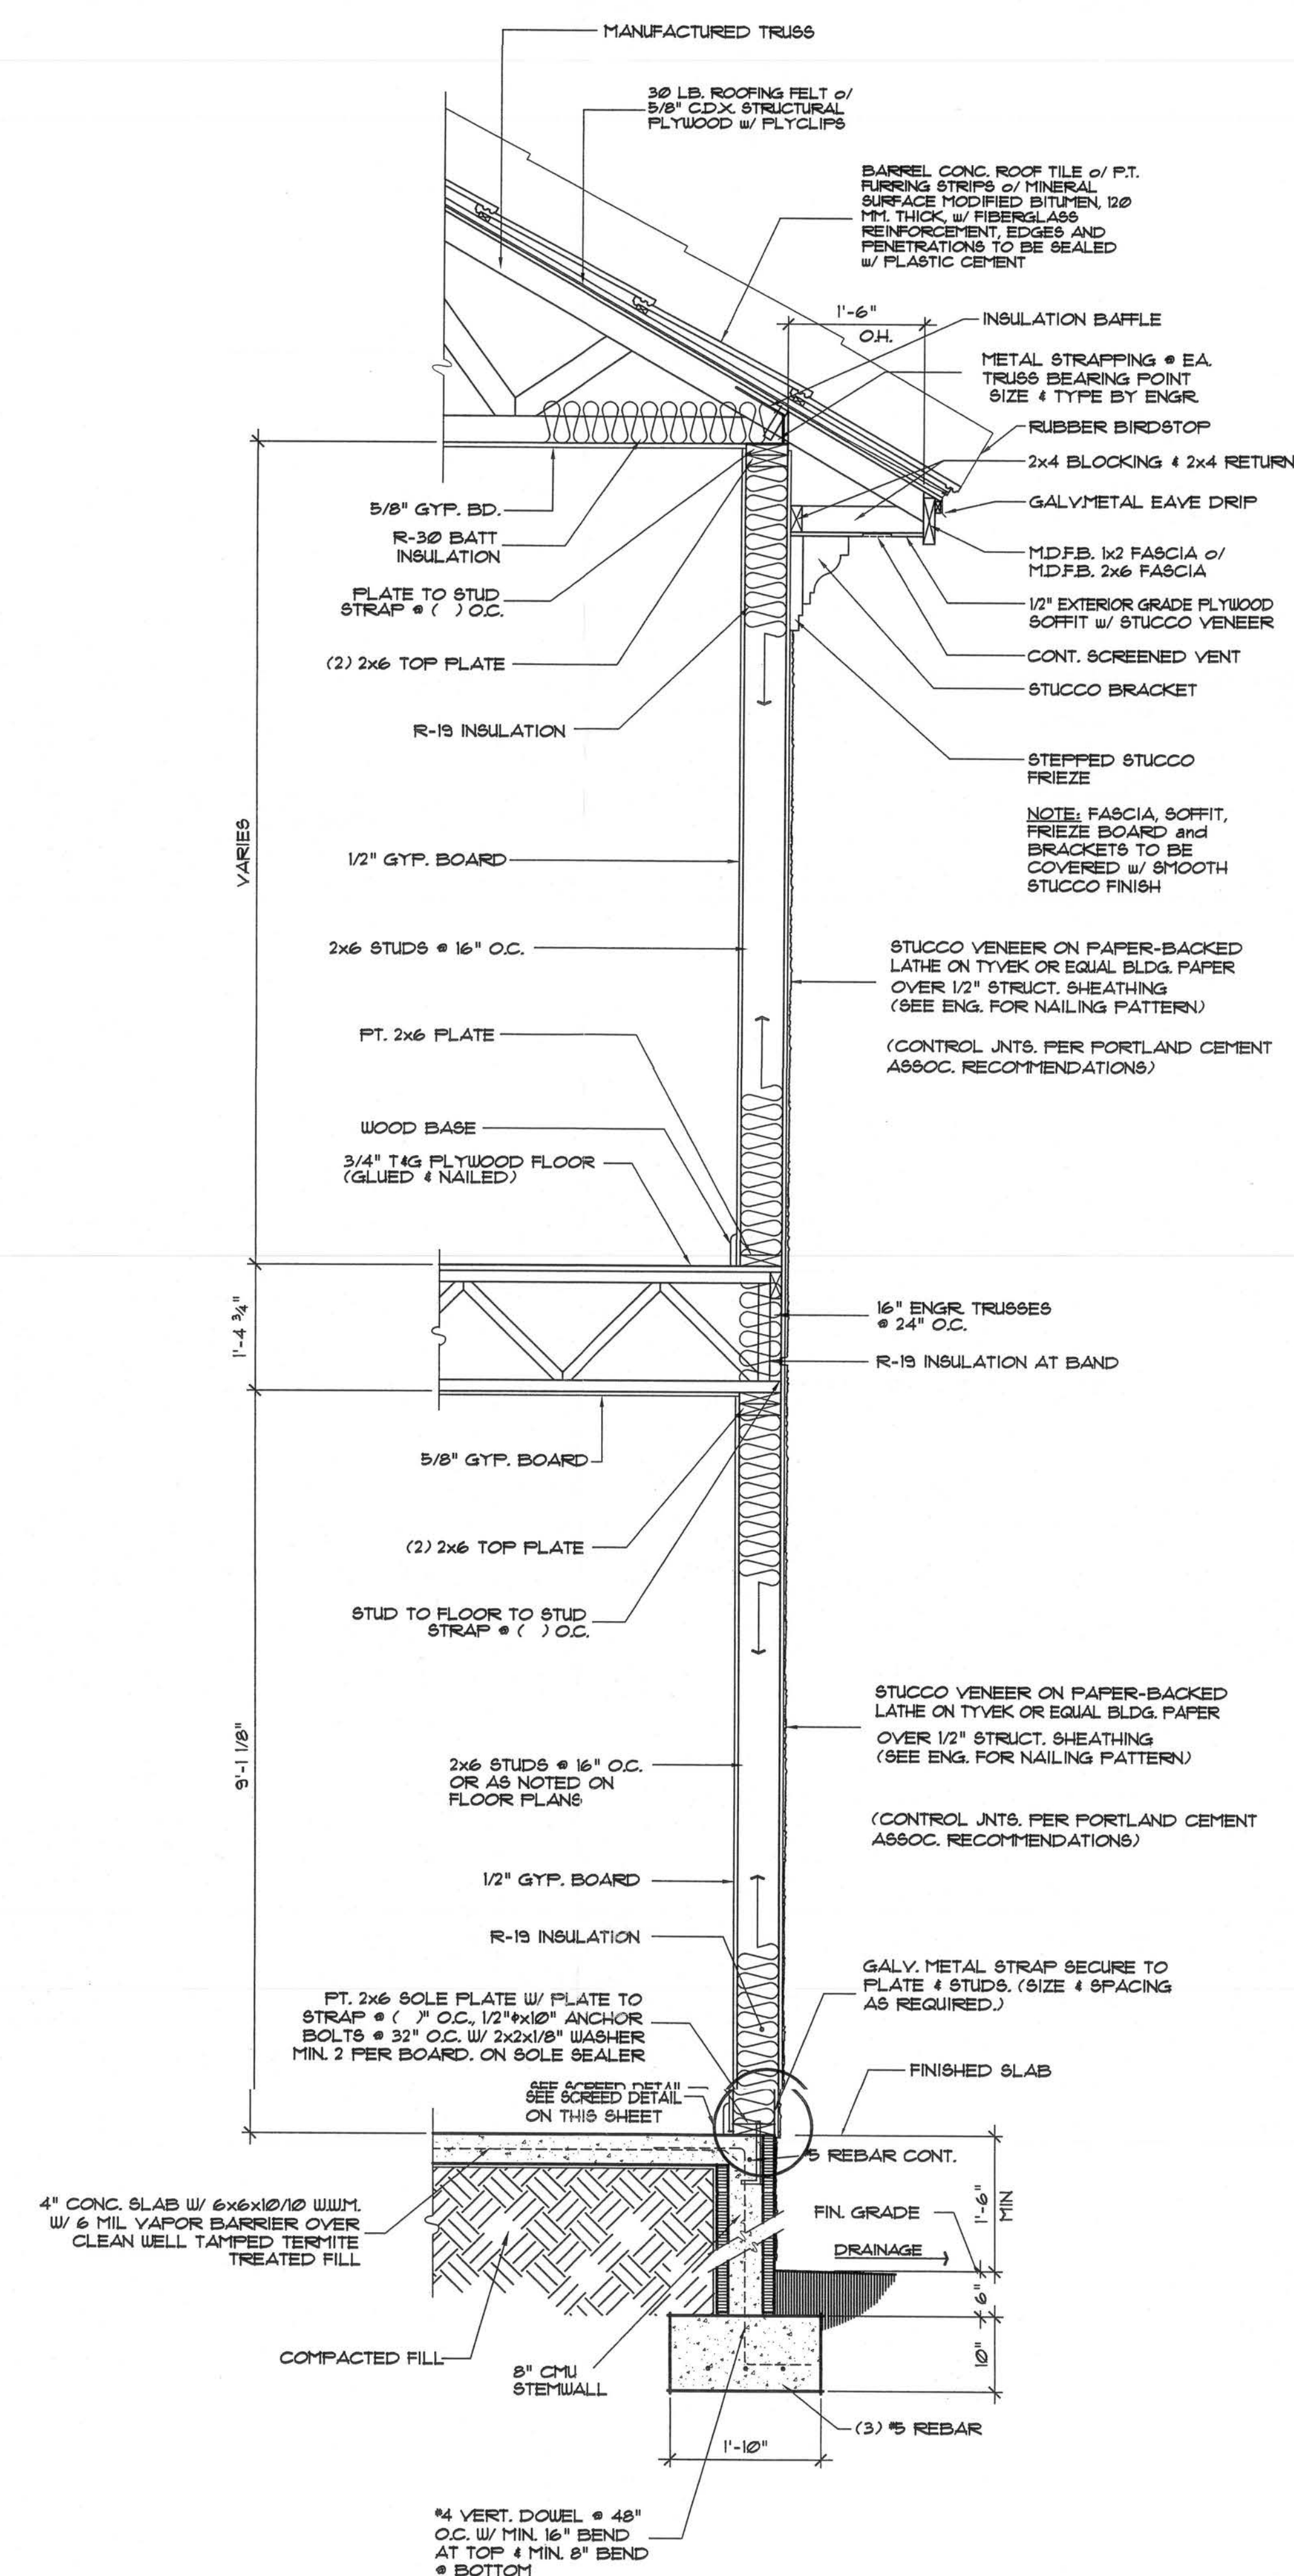 MANUFACTURED TRUSS
30 LB. ROOFING FELT o/
5/8" C.D.X. STRUCTURAL
PLYWOOD w/ PLYCLIPS
BARREL CONC. ROOF TILE o/ P.T.
FURRING STRIPS o/ MINERAL
SURFACE MODIFIED BITUMEN, 120
MM. THICK, w/ FIBERGLASS
REINFORCEMENT, EDGES AND
PENETRATIONS TO BE SEALED
w/ PLASTIC CEMENT
1'-6"
O.H.
INSULATION BAFFLE
METAL STRAPPING @ EA.
TRUSS BEARING POINT
SIZE & TYPE BY ENGR.
RUBBER BIRDSTOP
2x4 BLOCKING & 2x4 RETURN
GALV.METAL EAVE DRIP
M.D.F.B. 1x2 FASCIA o/
M.D.F.B. 2x6 FASCIA
1/2" EXTERIOR GRADE PLYWOOD
SOFFIT w/ STUCCO VENEER
CONT. SCREENED VENT
STUCCO BRACKET
STEPPED STUCCO
FRIEZE
NOTE: FASCIA, SOFFIT,
FRIEZE BOARD and
BRACKETS TO BE
COVERED w/ SMOOTH
STUCCO FINISH
5/8" GYP. BD.
R-30 BATT
INSULATION
PLATE TO STUD
STRAP @ (  ) O.C.
(2) 2x6 TOP PLATE
R-19 INSULATION
VARIES
1/2" GYP. BOARD
2x6 STUDS @ 16" O.C.
STUCCO VENEER ON PAPER-BACKED
LATHE ON TYVEK OR EQUAL BLDG. PAPER
OVER 1/2" STRUCT. SHEATHING
(SEE ENG. FOR NAILING PATTERN)
(CONTROL JNTS. PER PORTLAND CEMENT
ASSOC. RECOMMENDATIONS)
PT. 2x6 PLATE
WOOD BASE
3/4" T&G PLYWOOD FLOOR
(GLUED & NAILED)
1'-4 3/4"
16" ENGR. TRUSSES
@ 24" O.C.
R-19 INSULATION AT BAND
5/8" GYP. BOARD
(2) 2x6 TOP PLATE
STUD TO FLOOR TO STUD
STRAP @ (  ) O.C.
9'-1 1/8"
STUCCO VENEER ON PAPER-BACKED
LATHE ON TYVEK OR EQUAL BLDG. PAPER
OVER 1/2" STRUCT. SHEATHING
(SEE ENG. FOR NAILING PATTERN)
(CONTROL JNTS. PER PORTLAND CEMENT
ASSOC. RECOMMENDATIONS)
2x6 STUDS @ 16" O.C.
OR AS NOTED ON
FLOOR PLANS
1/2" GYP. BOARD
R-19 INSULATION
GALV. METAL STRAP SECURE TO
PLATE & STUDS. (SIZE & SPACING
AS REQUIRED.)
PT. 2x6 SOLE PLATE W/ PLATE TO
STRAP @ (  )" O.C., 1/2"φx10" ANCHOR
BOLTS @ 32" O.C. W/ 2x2x1/8" WASHER
MIN. 2 PER BOARD. ON SOLE SEALER
FINISHED SLAB
SEE SCREED DETAIL
SEE SCREED DETAIL
ON THIS SHEET
#5 REBAR CONT.
4" CONC. SLAB W/ 6x6x10/10 W.W.M.
W/ 6 MIL VAPOR BARRIER OVER
CLEAN WELL TAMPED TERMITE
TREATED FILL
FIN. GRADE
DRAINAGE
1'-6"
MIN
6"
10"
COMPACTED FILL
8" CMU
STEMWALL
(3) #5 REBAR
1'-10"
#4 VERT. DOWEL @ 48"
O.C. W/ MIN. 16" BEND
AT TOP & MIN. 8" BEND
@ BOTTOM